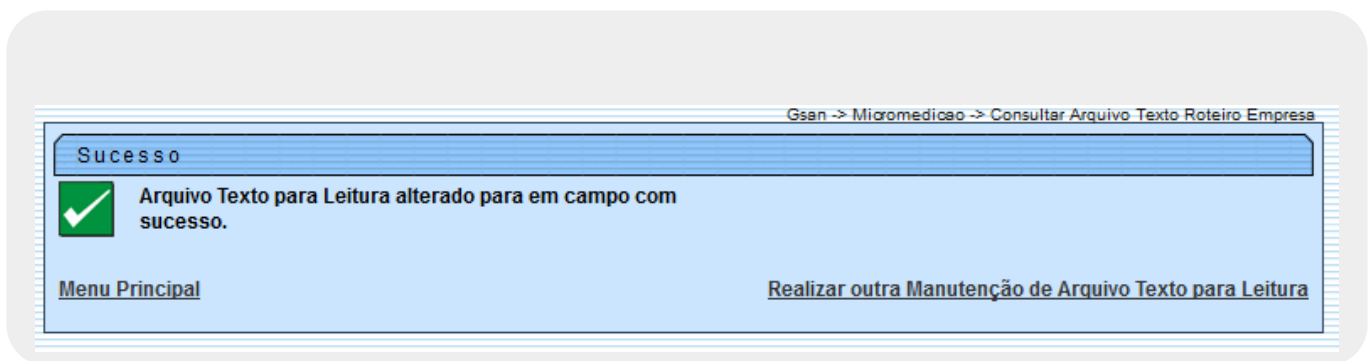 Gsan -> Micromedicao -> Consultar Arquivo Texto Roteiro Empresa
Sucesso
Arquivo Texto para Leitura alterado para em campo com
sucesso.
Menu Principal
Realizar outra Manutenção de Arquivo Texto para Leitura